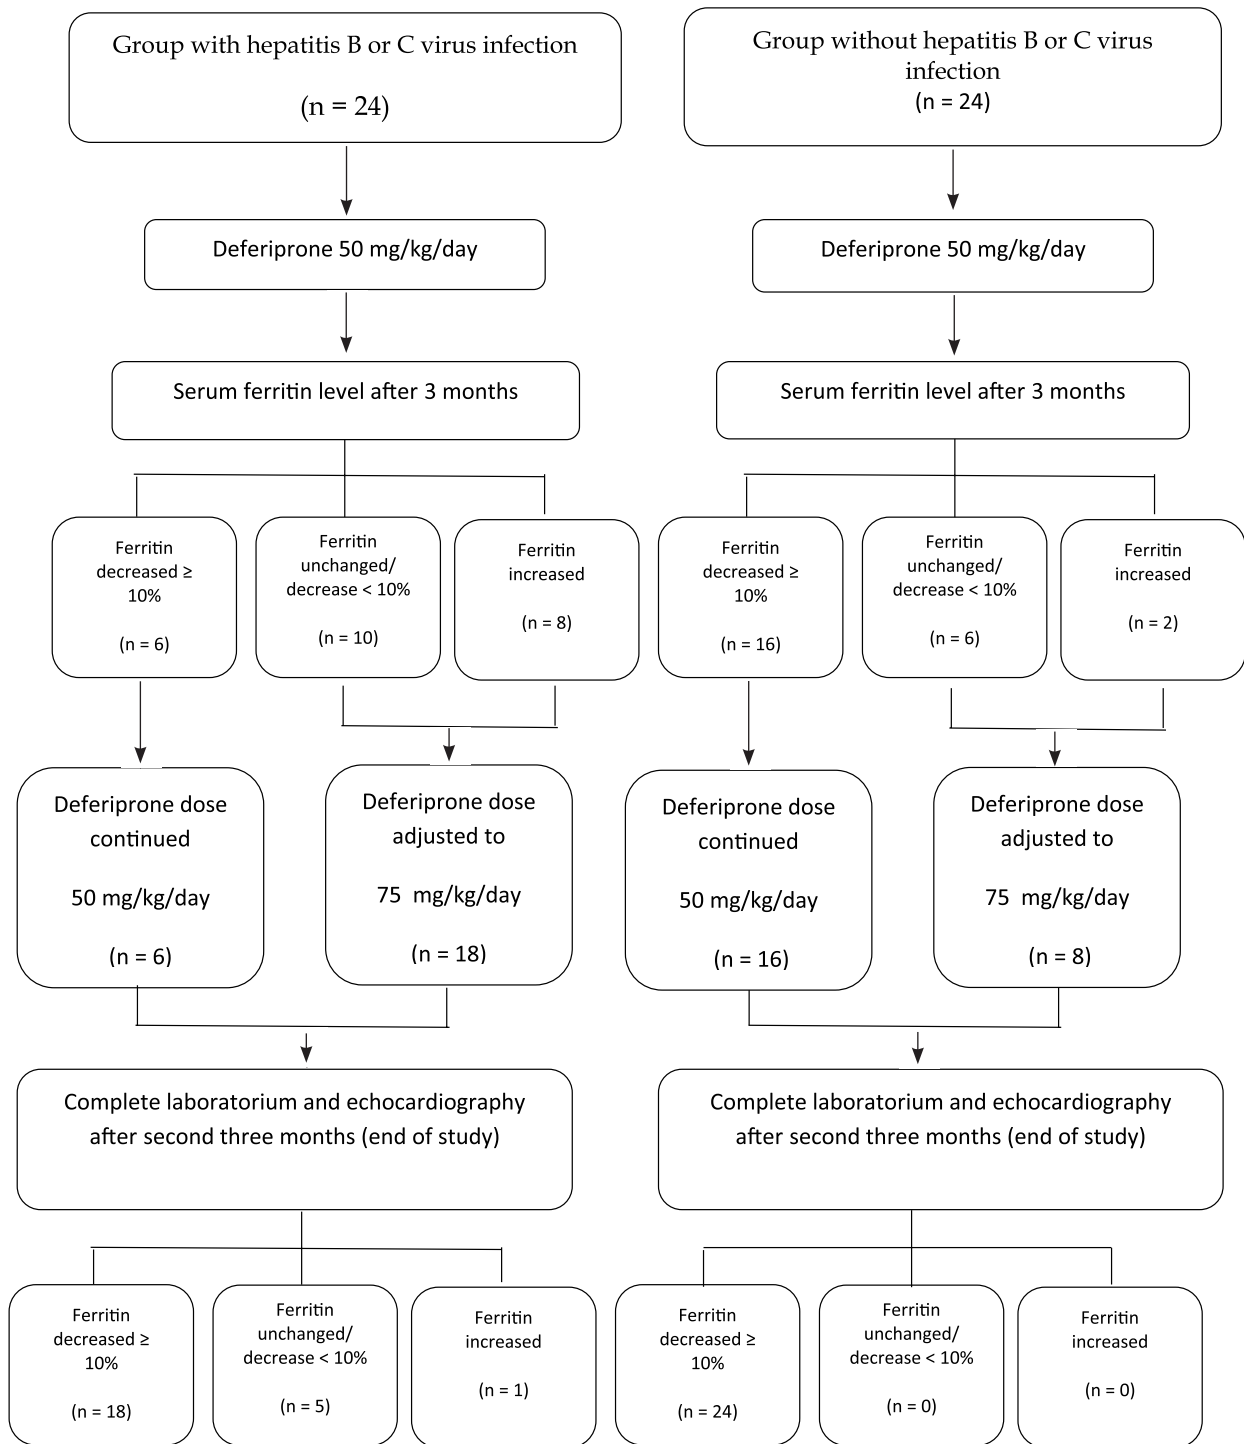 Group with hepatitis B or C virus infection
(n = 24)
Group without hepatitis B or C virus
infection
(n = 24)
Deferiprone 50 mg/kg/day
Deferiprone 50 mg/kg/day
Serum ferritin level after 3 months
Serum ferritin level after 3 months
Ferritin
decreased ≥
10%
(n = 6)
Ferritin
unchanged/
decrease < 10%
(n = 10)
Ferritin
increased
(n = 8)
Ferritin
decreased ≥
10%
(n = 16)
Ferritin
unchanged/
decrease < 10%
(n = 6)
Ferritin
increased
(n = 2)
Deferiprone dose
continued
50 mg/kg/day
(n = 6)
Deferiprone dose
adjusted to
75 mg/kg/day
(n = 18)
Deferiprone dose
continued
50 mg/kg/day
(n = 16)
Deferiprone dose
adjusted to
75 mg/kg/day
(n = 8)
Complete laboratorium and echocardiography
after second three months (end of study)
Complete laboratorium and echocardiography
after second three months (end of study)
Ferritin
decreased ≥
10%
(n = 18)
Ferritin
unchanged/
decrease < 10%
(n = 5)
Ferritin
increased
(n = 1)
Ferritin
decreased ≥
10%
(n = 24)
Ferritin
unchanged/
decrease < 10%
(n = 0)
Ferritin
increased
(n = 0)